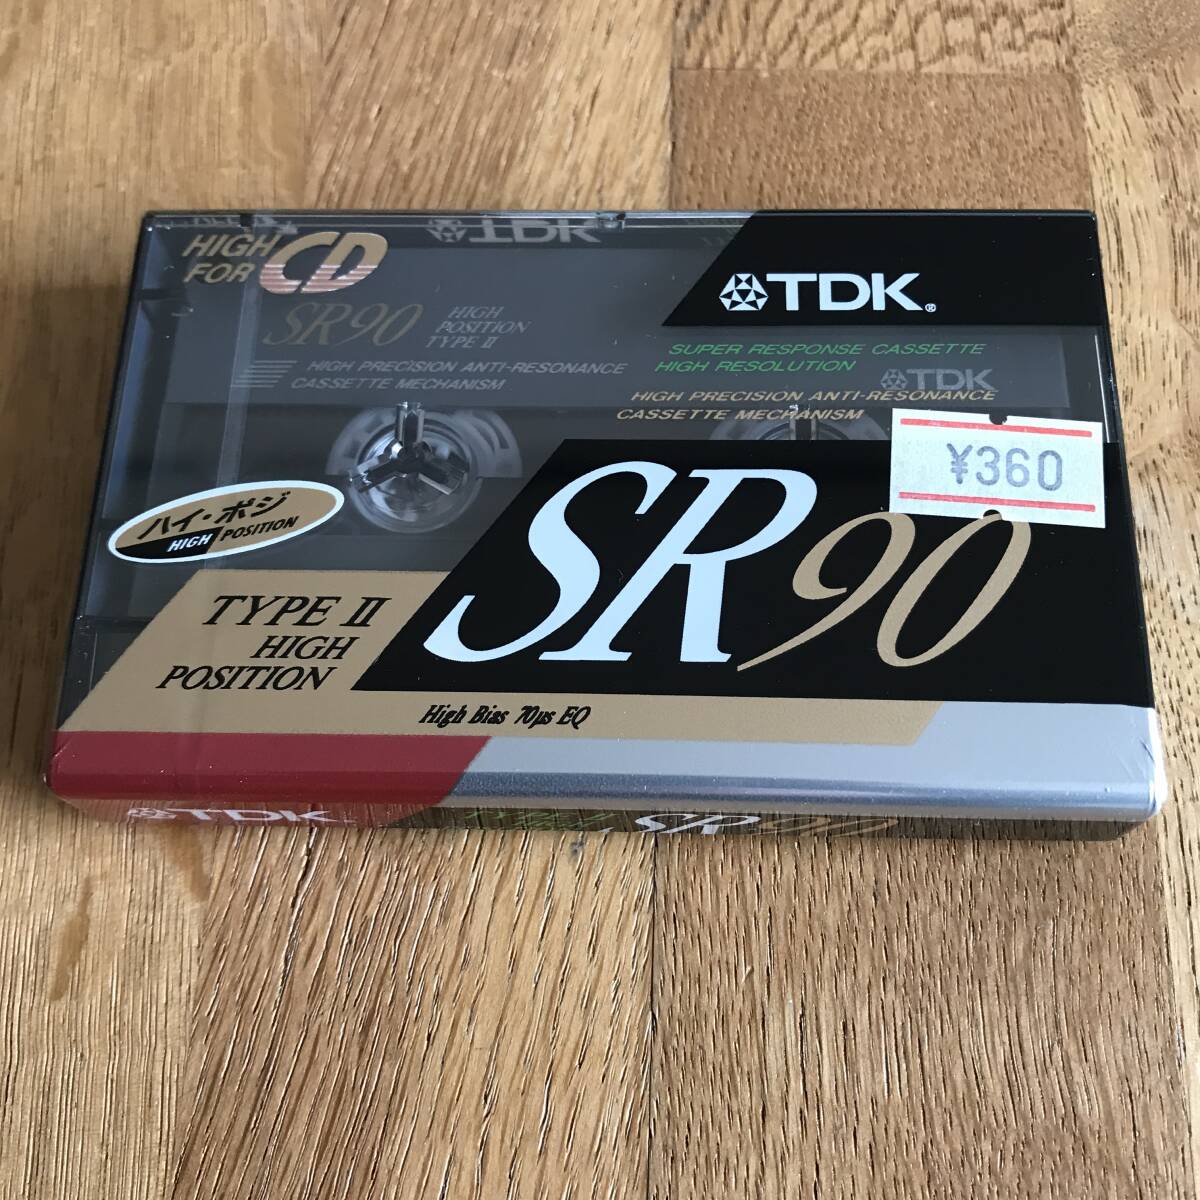 HIGH
FOR CD
TDK
TDK®
SR90
HIGH
POSITION
TYPE II
HIGH PRECISION ANTI-RESONANCE
CASSETTE MECHANISM
SUPER RESPONSE CASSETTE
HIGH RESOLUTION
TDK
HIGH PRECISION ANTI-RESONANCE
CASSETTE MECHANISM
¥360
ハイ・ポジ
HIGH POSITION
SR90
TYPE II
HIGH
POSITION
High Bias 70μs EQ
TDK
TYPE II
SR90